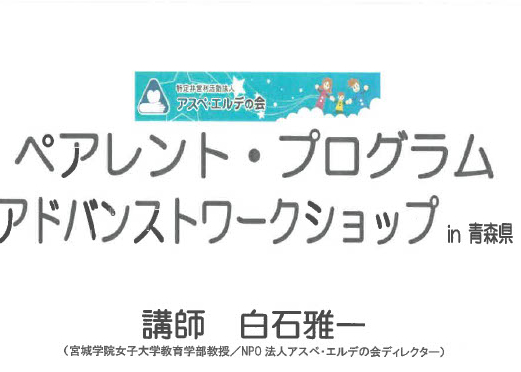 特定非営利活動法人
アスペ・エルデの会
ペアレント・プログラム
アドバンストワークショップ in 青森県
講師　白石雅一
（宮城学院女子大学教育学部教授／NPO 法人アスペ・エルデの会ディレクター）